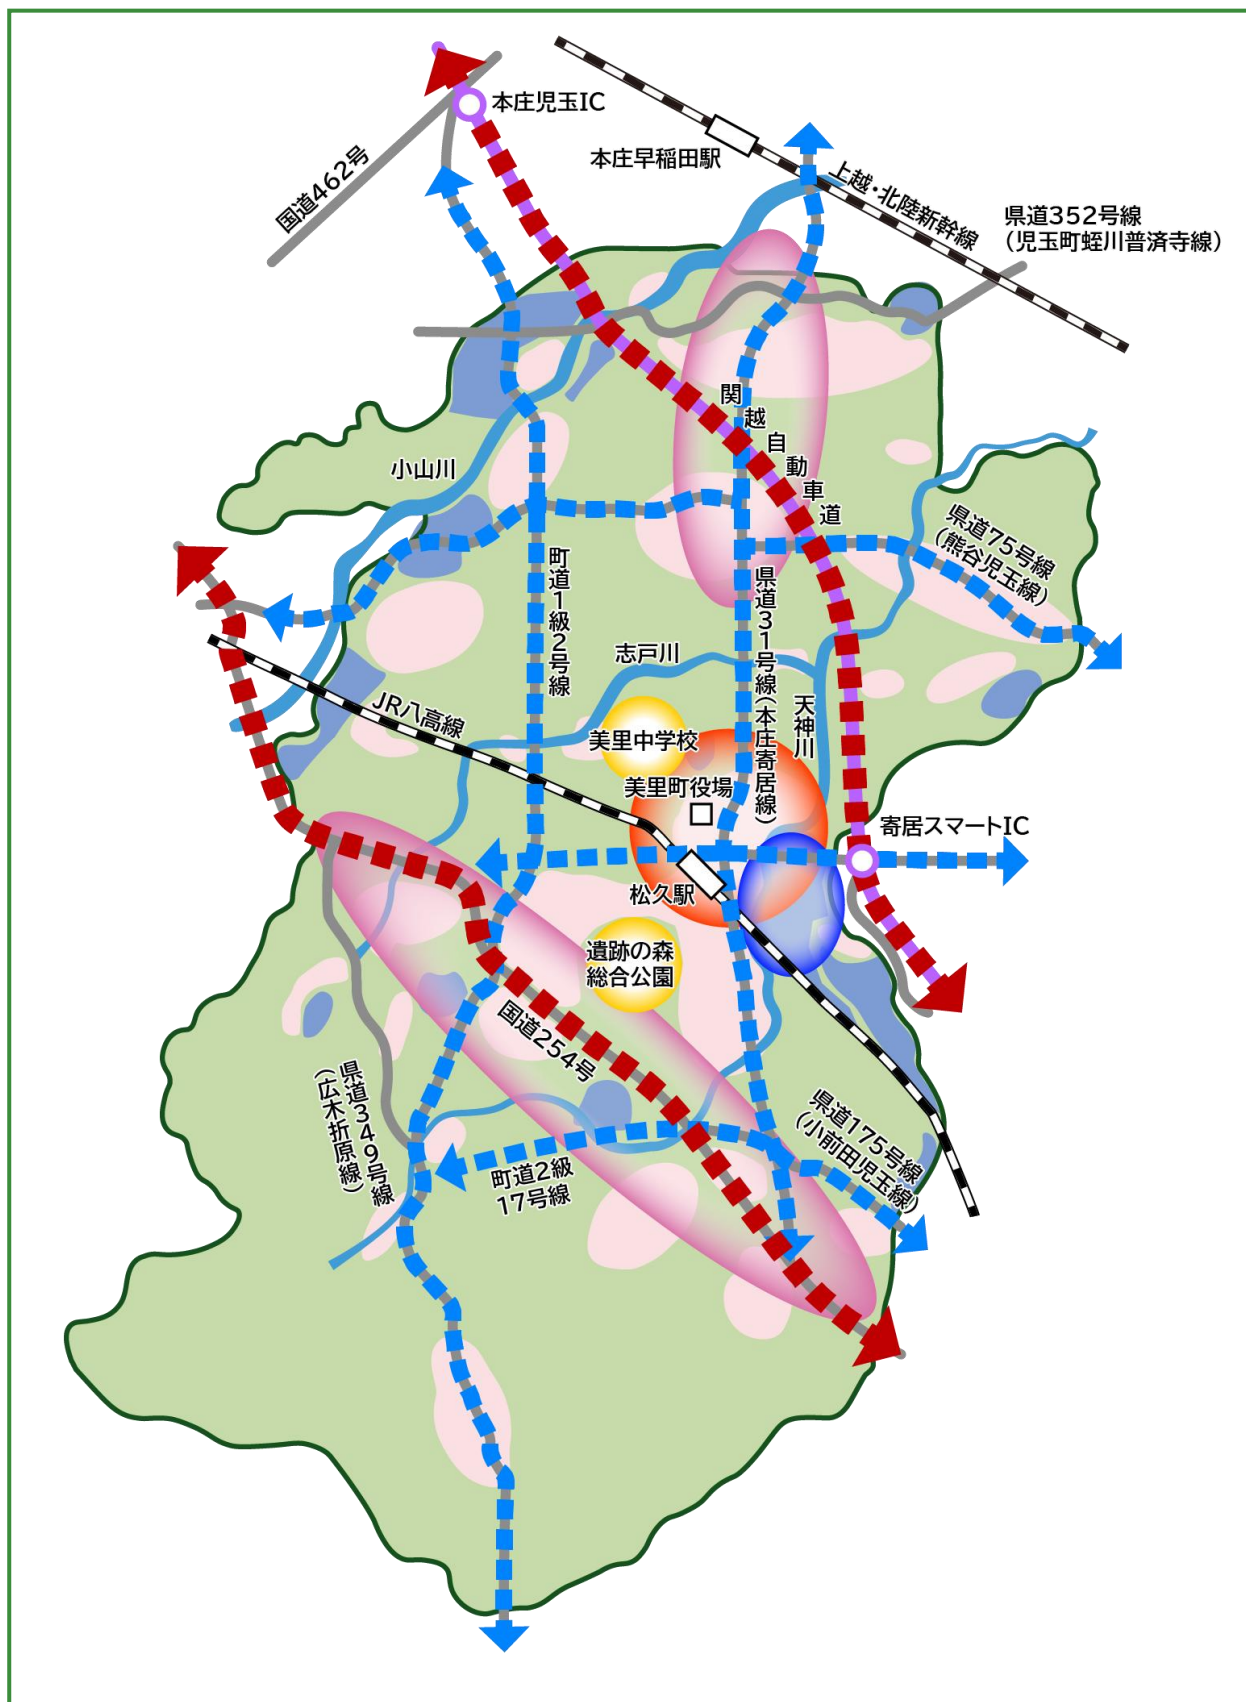 本庄児玉IC
本庄早稲田駅
国道462号
上越・北陸新幹線
県道352号線
（児玉町蛭川普済寺線）
関越自動車道
小山川
県道75号線
（熊谷児玉線）
町道1級2号線
県道31号線（本庄寄居線）
志戸川
天神川
JR八高線
美里中学校
美里町役場
寄居スマートIC
松久駅
遺跡の森
総合公園
国道254号
県道349号線
（広木折原線）
県道175号線
（小前田児玉線）
町道2級
17号線